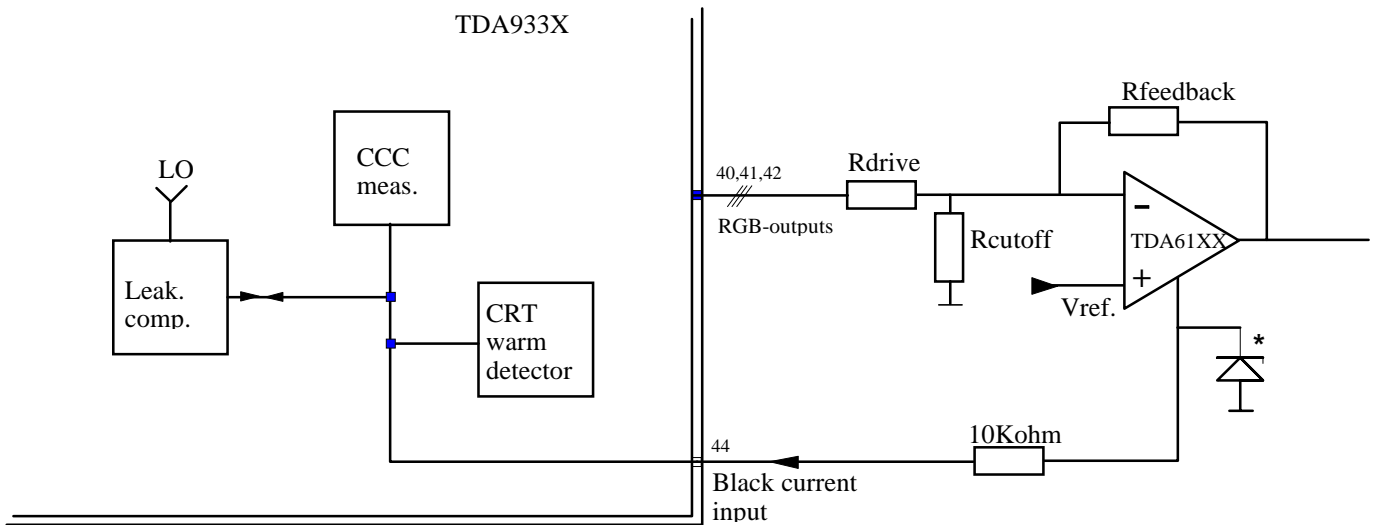 TDA933X
Rfeedback
CCC
meas.
LO
40,41,42
Rdrive
RGB-outputs
Rcutoff
-
TDA61XX
+
Vref.
Leak.
comp.
CRT
warm
detector
*
10Kohm
44
Black current
input